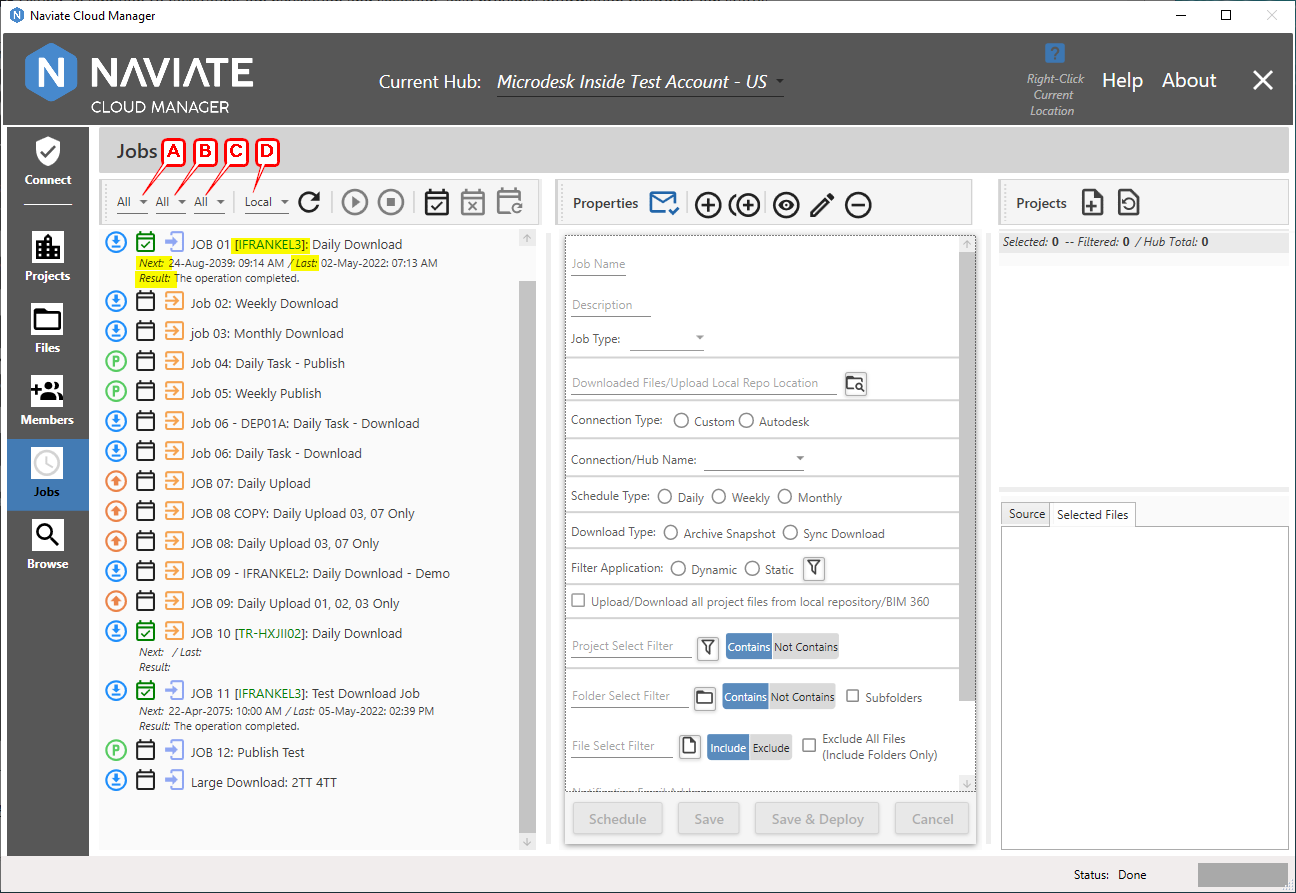 Naviate Cloud Manager
N NAVIATE
CLOUD MANAGER
Current Hub: Microdesk Inside Test Account - US
?
Right-Click
Current
Location
Help About
Connect
Projects
Files
Members
Jobs
Browse
Jobs A B C D
All All All Local
JOB 01 [IFRANKEL3]: Daily Download
Next: 24-Aug-2039: 09:14 AM / Last: 02-May-2022: 07:13 AM
Result: The operation completed.
Job 02: Weekly Download
job 03: Monthly Download
P Job 04: Daily Task - Publish
P Job 05: Weekly Publish
Job 06 - DEP01A: Daily Task - Download
Job 06: Daily Task - Download
JOB 07: Daily Upload
JOB 08 COPY: Daily Upload 03, 07 Only
JOB 08: Daily Upload 03, 07 Only
JOB 09 - IFRANKEL2: Daily Download - Demo
JOB 09: Daily Upload 01, 02, 03 Only
JOB 10 [TR-HXJII02]: Daily Download
Next: / Last:
Result:
JOB 11 [IFRANKEL3]: Test Download Job
Next: 22-Apr-2075: 10:00 AM / Last: 05-May-2022: 02:39 PM
Result: The operation completed.
P JOB 12: Publish Test
Large Download: 2TT 4TT
Properties
Job Name
Description
Job Type:
Downloaded Files/Upload Local Repo Location
Connection Type: Custom Autodesk
Connection/Hub Name:
Schedule Type: Daily Weekly Monthly
Download Type: Archive Snapshot Sync Download
Filter Application: Dynamic Static
Upload/Download all project files from local repository/BIM 360
Project Select Filter Contains Not Contains
Folder Select Filter Contains Not Contains Subfolders
File Select Filter Include Exclude Exclude All Files
(Include Folders Only)
Schedule Save Save & Deploy Cancel
Projects
Selected: 0 -- Filtered: 0 / Hub Total: 0
Source Selected Files
Status: Done